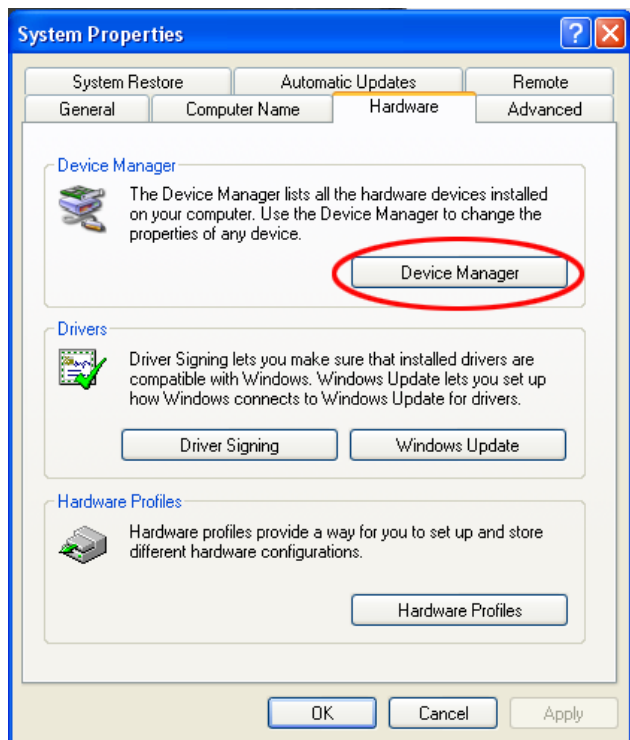 System Properties
System Restore Automatic Updates Remote
General Computer Name Hardware Advanced
Device Manager
The Device Manager lists all the hardware devices installed
on your computer. Use the Device Manager to change the
properties of any device.
Device Manager
Drivers
Driver Signing lets you make sure that installed drivers are
compatible with Windows. Windows Update lets you set up
how Windows connects to Windows Update for drivers.
Driver Signing Windows Update
Hardware Profiles
Hardware profiles provide a way for you to set up and store
different hardware configurations.
Hardware Profiles
OK Cancel Apply